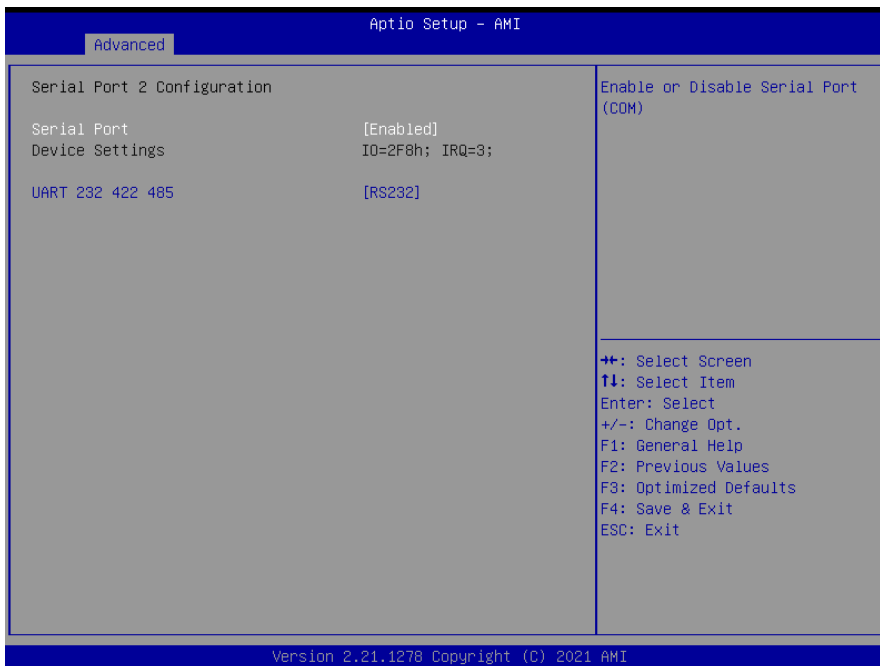 Aptio Setup – AMI
Advanced
Serial Port 2 Configuration
Serial Port [Enabled]
Device Settings IO=2F8h; IRQ=3;
UART 232 422 485 [RS232]
Enable or Disable Serial Port
(COM)
→←: Select Screen
↑↓: Select Item
Enter: Select
+/-: Change Opt.
F1: General Help
F2: Previous Values
F3: Optimized Defaults
F4: Save & Exit
ESC: Exit
Version 2.21.1278 Copyright (C) 2021 AMI